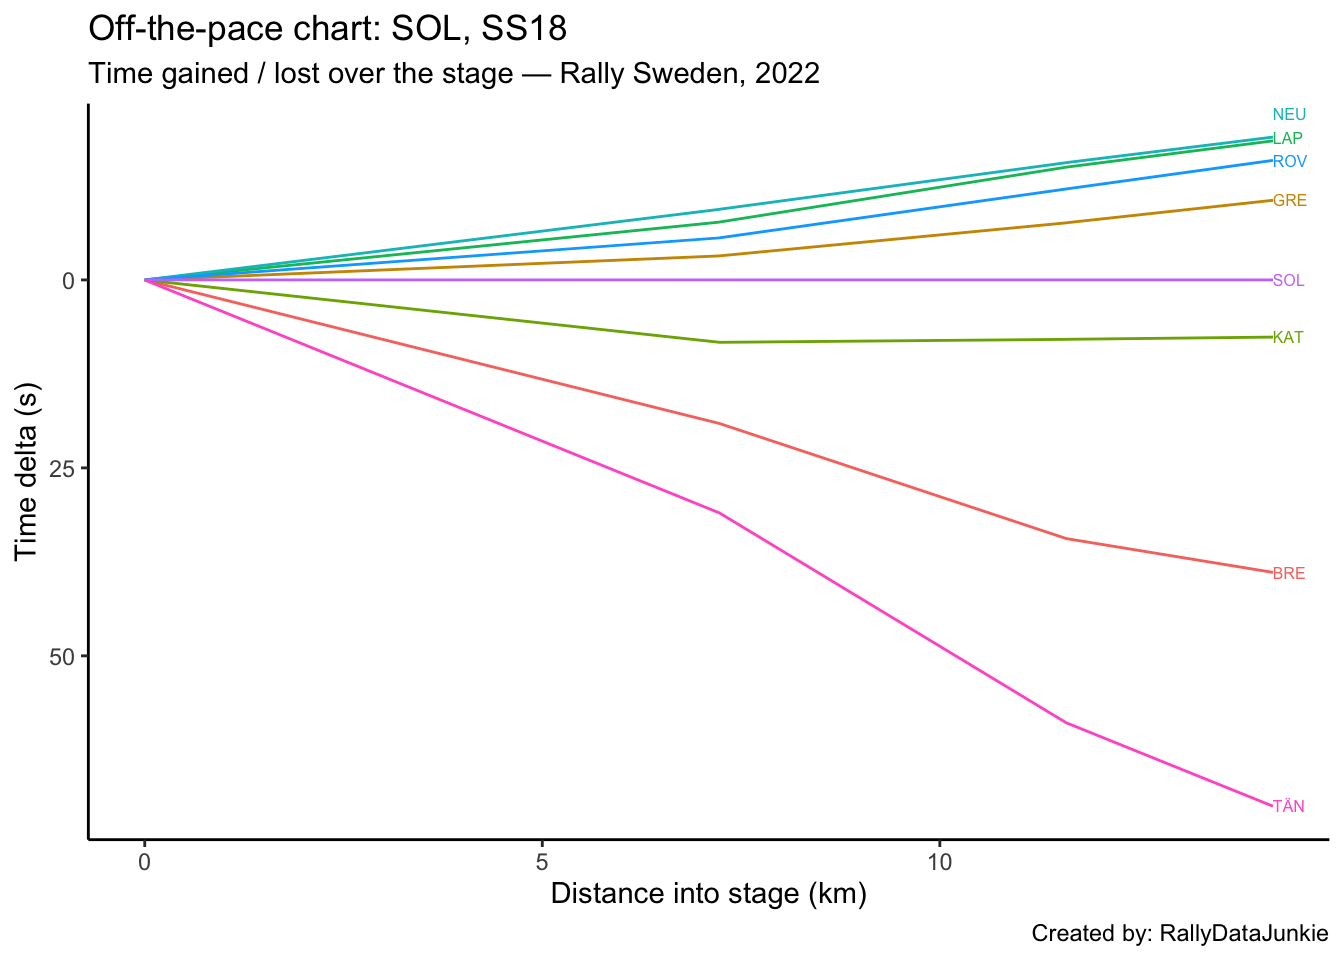 Off-the-pace chart: SOL, SS18
Time gained / lost over the stage — Rally Sweden, 2022
NEU
LAP
ROV
GRE
0
SOL
KAT
Time delta (s)
25
BRE
50
TÄN
0 5 10
Distance into stage (km)
Created by: RallyDataJunkie